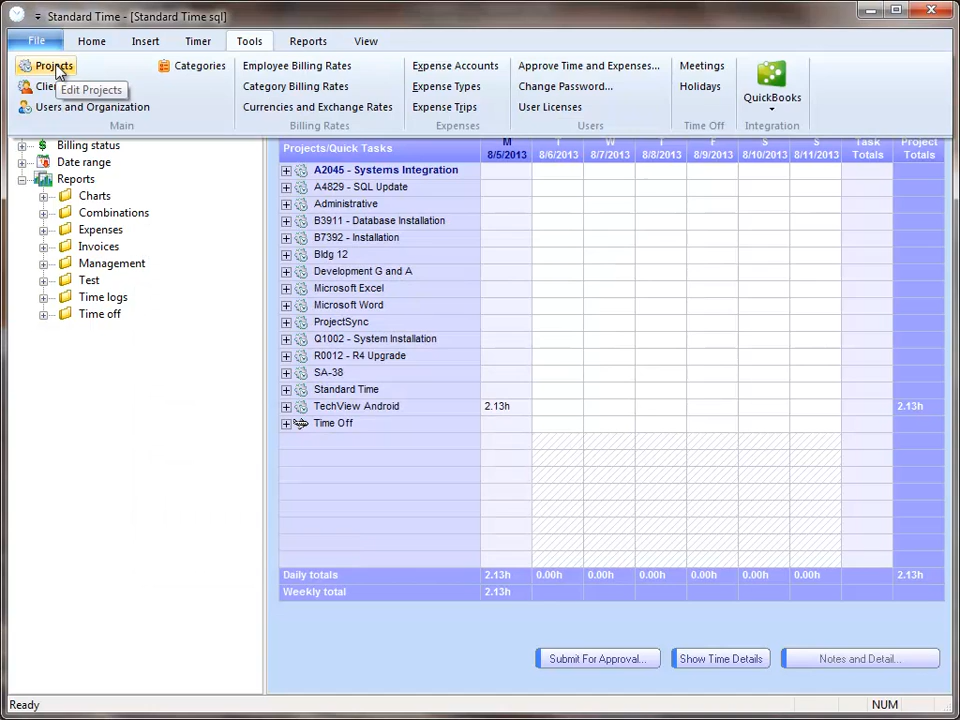 Standard Time - [Standard Time sql]
File Home Insert Timer Tools Reports View
Projects Categories Employee Billing Rates Expense Accounts Approve Time and Expenses... Meetings
Edit Projects Category Billing Rates Expense Types Change Password... Holidays QuickBooks
Users and Organization Currencies and Exchange Rates Expense Trips User Licenses
Main Billing Rates Expenses Users Time Off Integration
Billing status
Date range
Reports
Charts
Combinations
Expenses
Invoices
Management
Test
Time logs
Time off
Projects/Quick Tasks M 8/5/2013 T 8/6/2013 W 8/7/2013 T 8/8/2013 F 8/9/2013 S 8/10/2013 S 8/11/2013 Task Totals Project Totals
A2045 - Systems Integration
A4829 - SQL Update
Administrative
B3911 - Database Installation
B7392 - Installation
Bldg 12
Development G and A
Microsoft Excel
Microsoft Word
ProjectSync
Q1002 - System Installation
R0012 - R4 Upgrade
SA-38
Standard Time
TechView Android 2.13h 2.13h
Time Off
Daily totals 2.13h 0.00h 0.00h 0.00h 0.00h 0.00h 0.00h 2.13h
Weekly total 2.13h
Submit For Approval... Show Time Details Notes and Detail...
Ready NUM